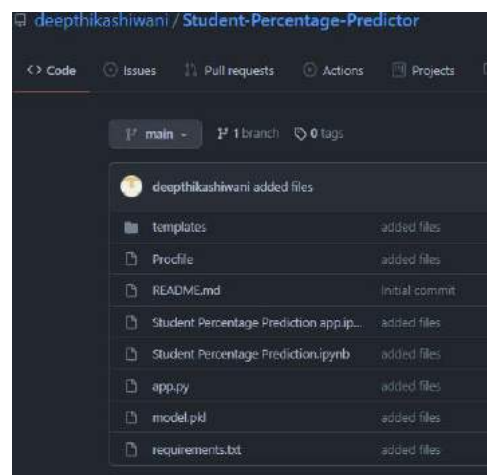 deepthikashiwani / Student-Percentage-Predictor
<> Code Issues Pull requests Actions Projects
main 1 branch 0 tags
deepthikashiwani added files
templates added files
Procfile added files
README.md Initial commit
Student Percentage Prediction app.ip... added files
Student Percentage Prediction.ipynb added files
app.py added files
model.pkl added files
requirements.txt added files